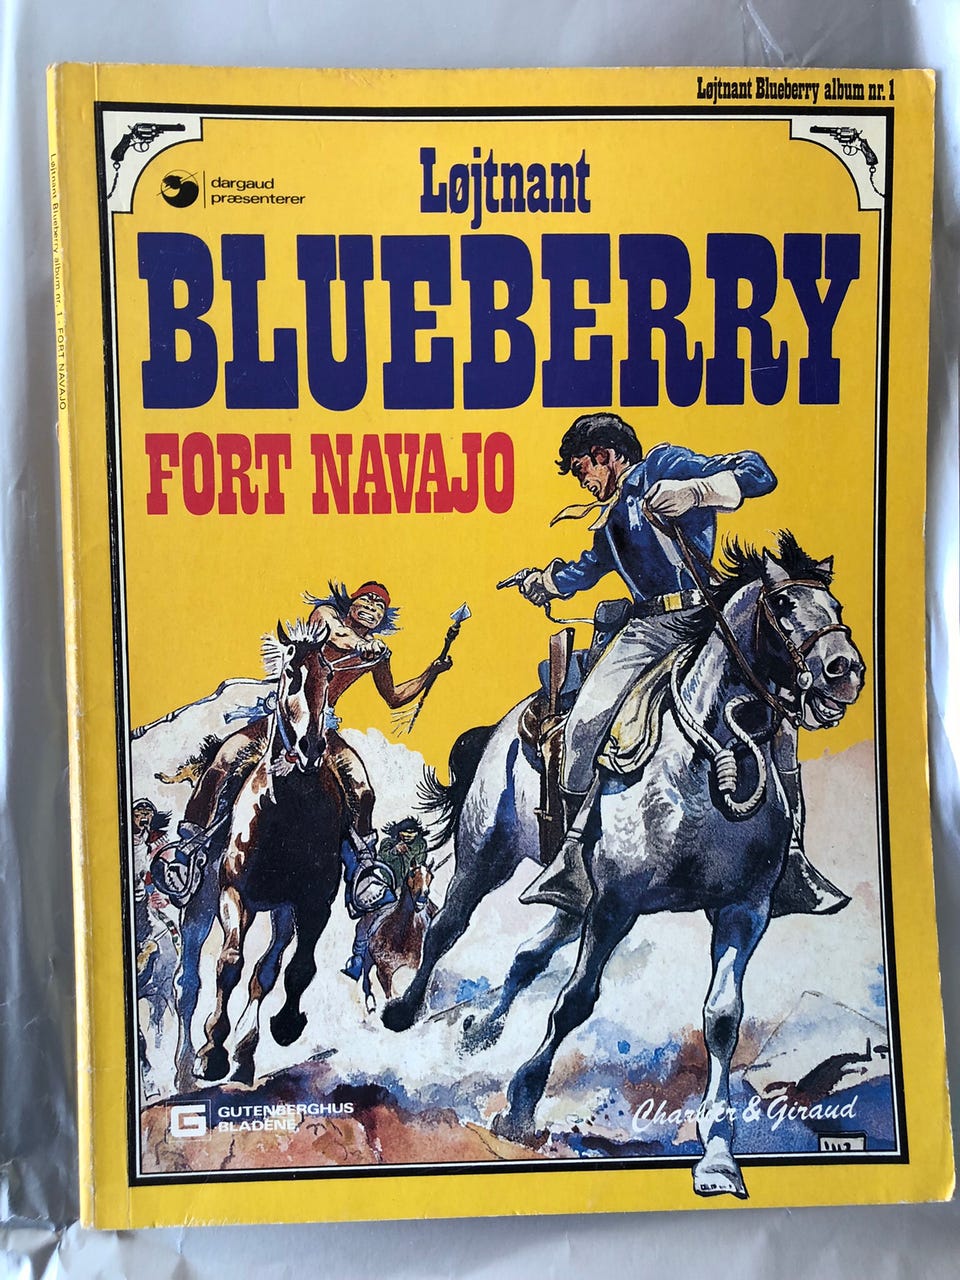 Løjtnant Blueberry album nr. 1
dargaud
præsenterer
Løjtnant
BLUEBERRY
FORT NAVAJO
Løjtnant Blueberry album nr. 1 - FORT NAVAJO
G GUTENBERGHUS
BLADENE
Charlier & Giraud